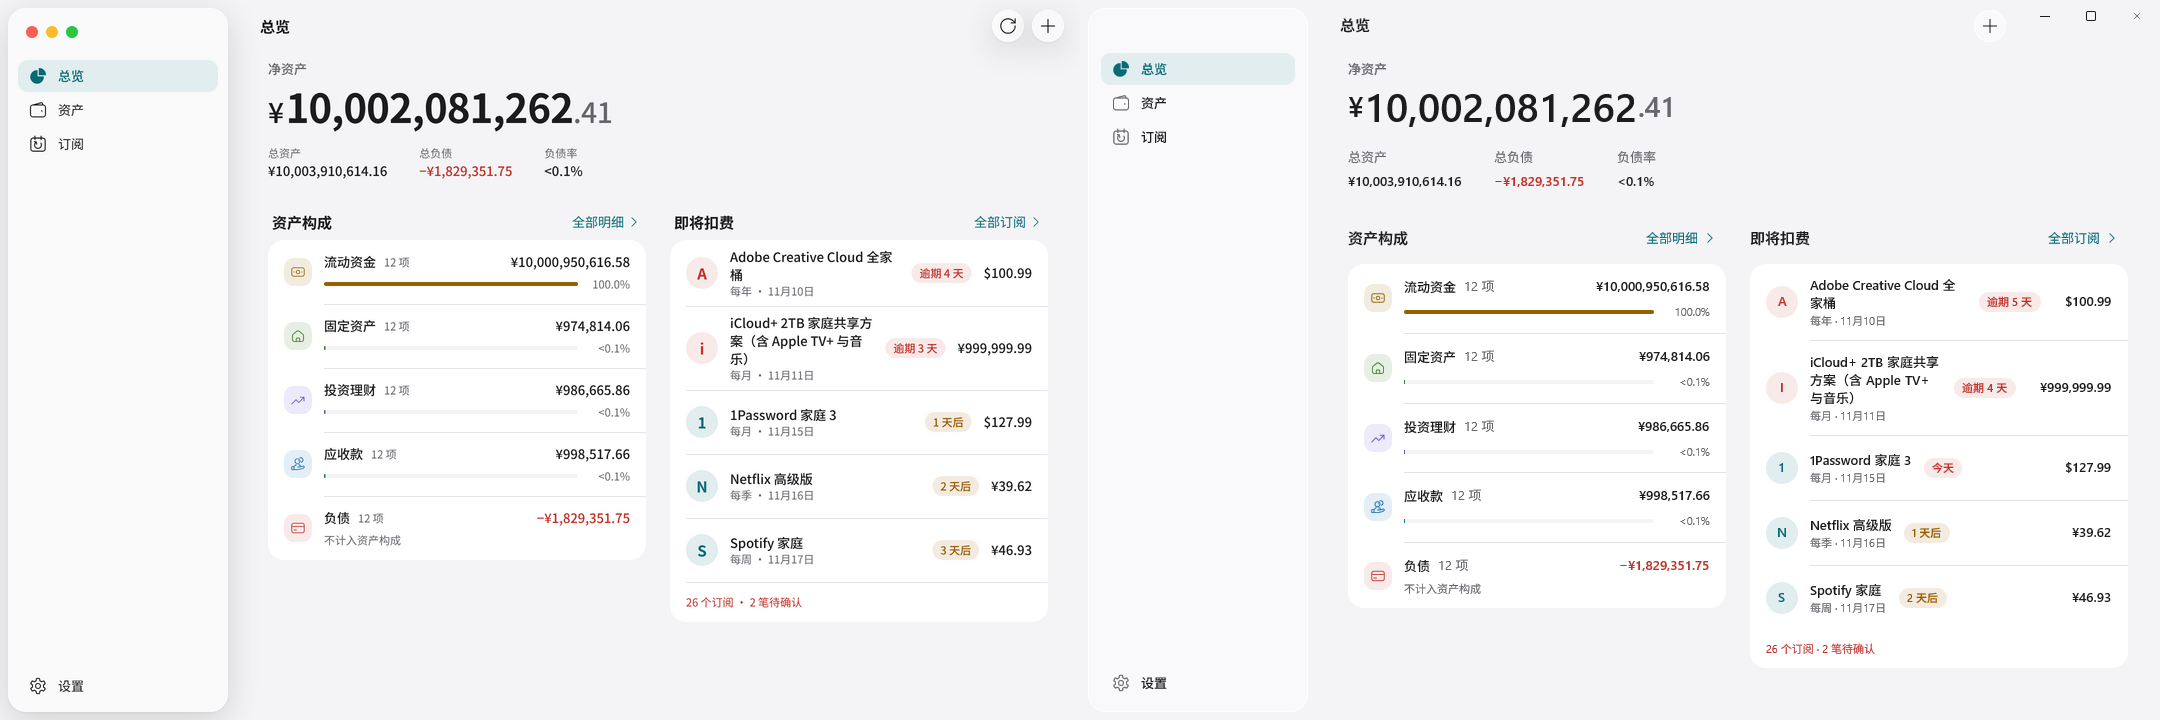 总览
资产
订阅
设置
总览
净资产
¥10,002,081,262.41
总资产 总负债 负债率
¥10,003,910,614.16 −¥1,829,351.75 <0.1%
资产构成 全部明细
流动资金 12 项 ¥10,000,950,616.58
100.0%
固定资产 12 项 ¥974,814.06
<0.1%
投资理财 12 项 ¥986,665.86
<0.1%
应收款 12 项 ¥998,517.66
<0.1%
负债 12 项 −¥1,829,351.75
不计入资产构成
即将扣费 全部订阅
A Adobe Creative Cloud 全家
桶
每年 • 11月10日
逾期 4 天 $100.99
i iCloud+ 2TB 家庭共享方
案（含 Apple TV+ 与音
乐）
每月 • 11月11日
逾期 3 天 ¥999,999.99
1 1Password 家庭 3
每月 • 11月15日
1 天后 $127.99
N Netflix 高级版
每季 • 11月16日
2 天后 ¥39.62
S Spotify 家庭
每周 • 11月17日
3 天后 ¥46.93
26 个订阅 • 2 笔待确认
总览
资产
订阅
设置
总览
净资产
¥10,002,081,262.41
总资产 总负债 负债率
¥10,003,910,614.16 −¥1,829,351.75 <0.1%
资产构成 全部明细
流动资金 12 项 ¥10,000,950,616.58
100.0%
固定资产 12 项 ¥974,814.06
<0.1%
投资理财 12 项 ¥986,665.86
<0.1%
应收款 12 项 ¥998,517.66
<0.1%
负债 12 项 −¥1,829,351.75
不计入资产构成
即将扣费 全部订阅
A Adobe Creative Cloud 全
家桶
每年 · 11月10日
逾期 5 天 $100.99
I iCloud+ 2TB 家庭共享
方案（含 Apple TV+
与音乐）
每月 · 11月11日
逾期 4 天 ¥999,999.99
1 1Password 家庭 3
每月 · 11月15日
今天 $127.99
N Netflix 高级版
每季 · 11月16日
1 天后 ¥39.62
S Spotify 家庭
每周 · 11月17日
2 天后 ¥46.93
26 个订阅 · 2 笔待确认